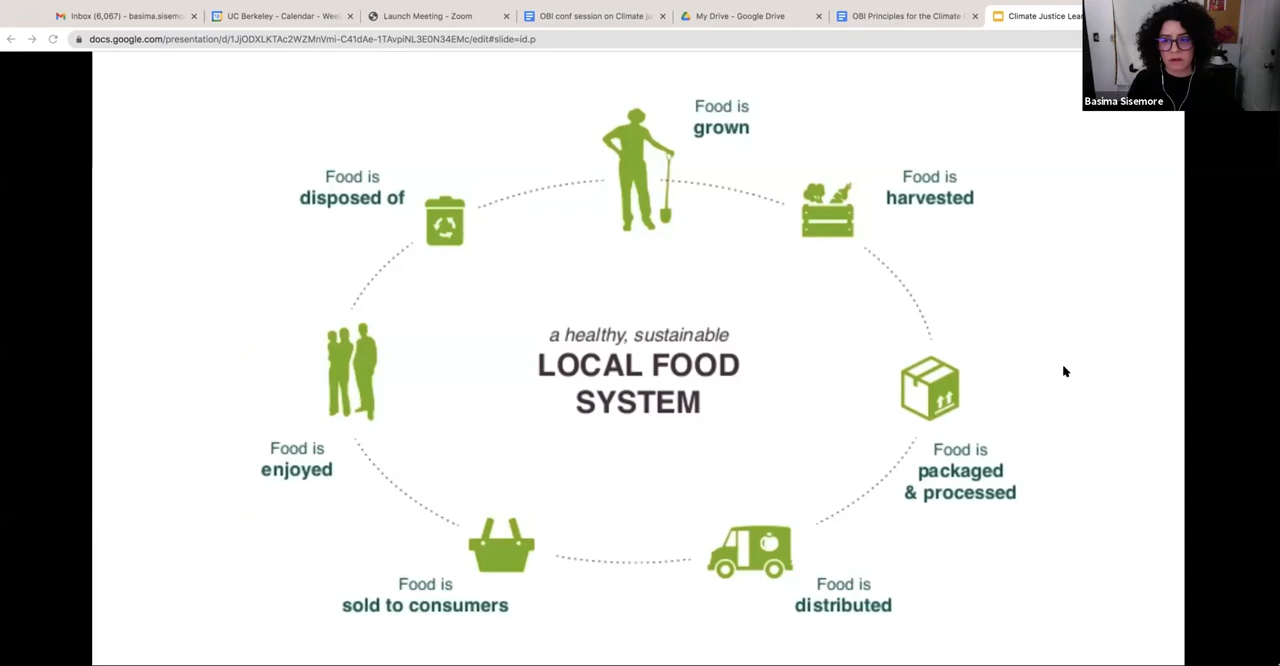 Inbox (6,067) - basima.sisemo
UC Berkeley - Calendar - Wee
Launch Meeting - Zoom
OBI conf session on Climate ju
My Drive - Google Drive
OBI Principles for the Climate
Climate Justice Lea
docs.google.com/presentation/d/1JjODXLKTAc2WZMnVmi-C41dAe-1TAvpiNL3E0N34EMc/edit#slide=id.p
Basima Sisemore
Food is
grown
Food is
harvested
Food is
packaged
& processed
Food is
distributed
Food is
sold to consumers
Food is
enjoyed
Food is
disposed of
a healthy, sustainable
LOCAL FOOD
SYSTEM